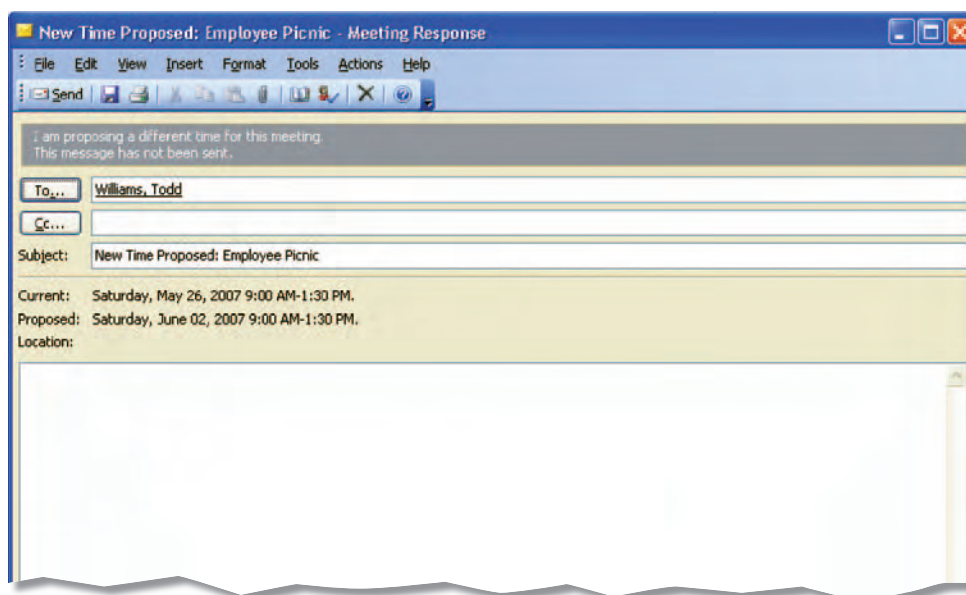 New Time Proposed: Employee Picnic - Meeting Response
File Edit View Insert Format Tools Actions Help
Send
I am proposing a different time for this meeting.
This message has not been sent.
To... Williams, Todd
Cc...
Subject: New Time Proposed: Employee Picnic
Current: Saturday, May 26, 2007 9:00 AM-1:30 PM.
Proposed: Saturday, June 02, 2007 9:00 AM-1:30 PM.
Location: